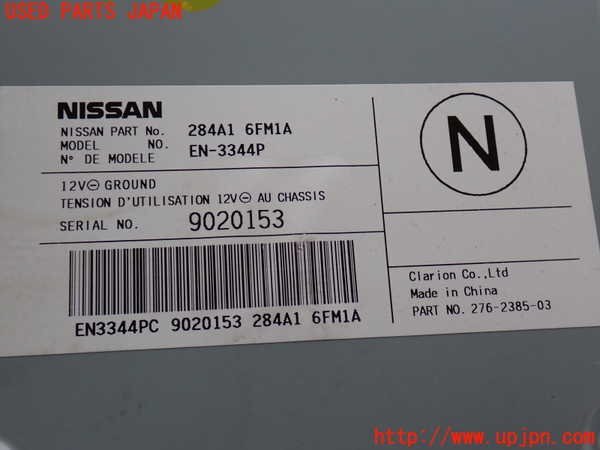 USED PARTS JAPAN
NISSAN
NISSAN PART No. 284A1 6FM1A
MODEL NO. EN-3344P
N° DE MODELE
12V⊖ GROUND
TENSION D'UTILISATION 12V⊖ AU CHASSIS
SERIAL NO. 9020153
EN3344PC 9020153 284A1 6FM1A
N
Clarion Co.,Ltd
Made in China
PART NO. 276-2385-03
http://www.upjpn.com/